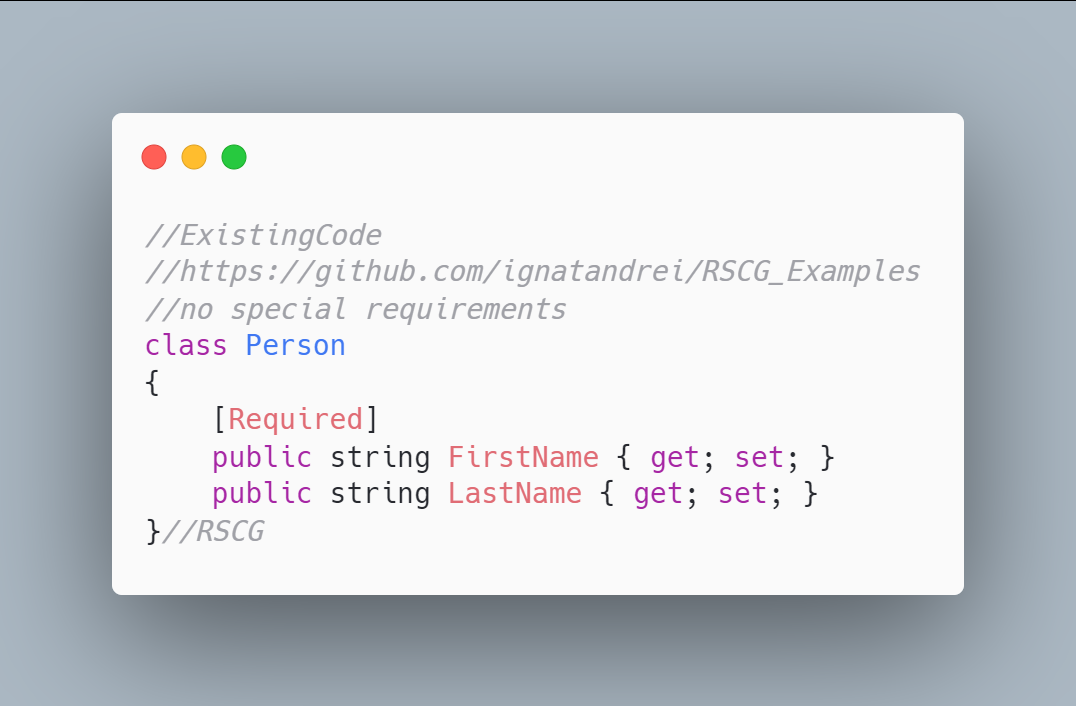 //ExistingCode
//https://github.com/ignatandrei/RSCG_Examples
//no special requirements
class Person
{
    [Required]
    public string FirstName { get; set; }
    public string LastName { get; set; }
}//RSCG